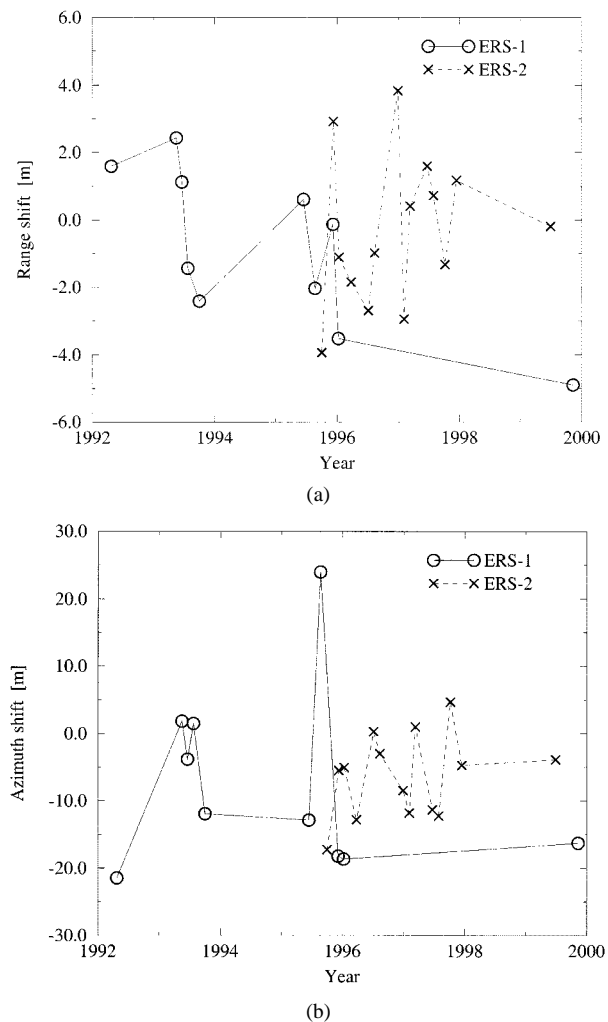 6.0
ERS-1
ERS-2
4.0
2.0
0.0
-2.0
-4.0
-6.0
Range shift [m]
1992
1994
1996
1998
2000
Year
(a)
30.0
ERS-1
ERS-2
20.0
10.0
0.0
-10.0
-20.0
-30.0
Azimuth shift [m]
1992
1994
1996
1998
2000
Year
(b)